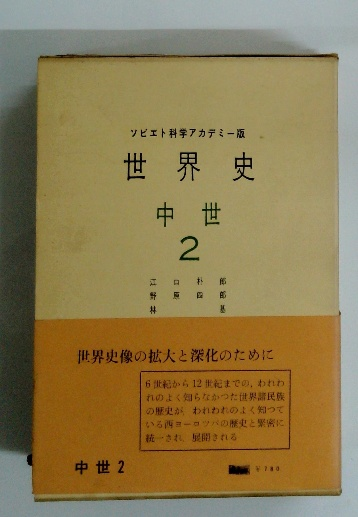 ソビエト科学アカデミー版
世界史
中世
2
江口朴郎
野原四郎
林 基
世界史像の拡大と深化のために
6世紀から12世紀までの，われわ
れのよく知らなかった世界諸民族
の歴史が，われわれのよく知って
いる西ヨーロッパの歴史と緊密に
統一され，展開される
中世2
￥780